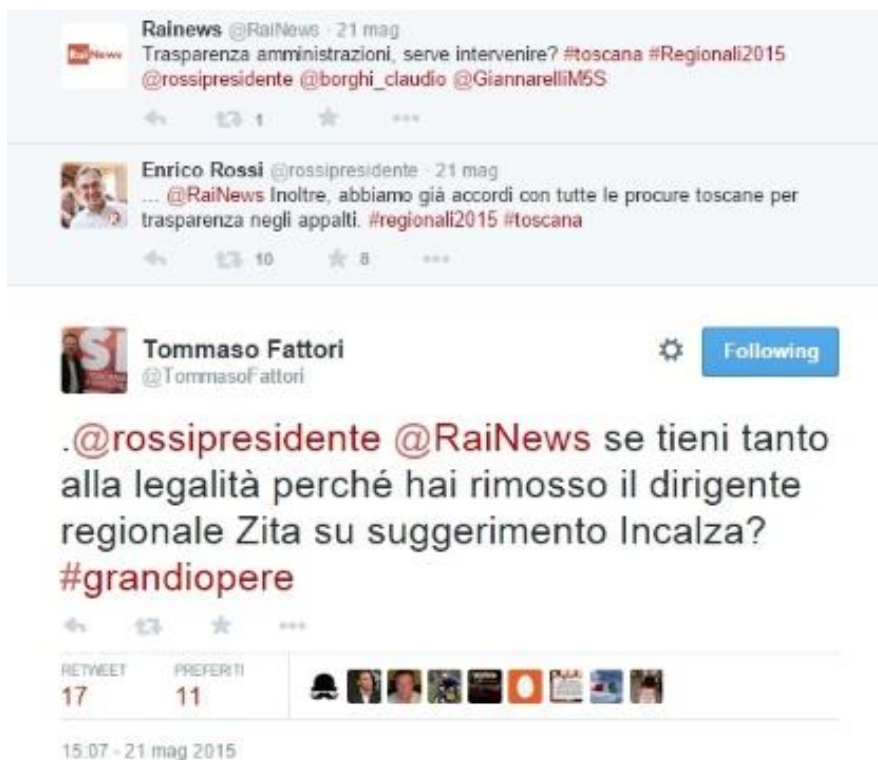 Rainews @RaiNews · 21 mag
RaiNews
Trasparenza amministrazioni, serve intervenire? #toscana #Regionali2015
@rossipresidente @borghi_claudio @GiannarelliM5S
1
Enrico Rossi @rossipresidente · 21 mag
... @RaiNews Inoltre, abbiamo già accordi con tutte le procure toscane per
trasparenza negli appalti. #regionali2015 #toscana
10 8
SI
Tommaso Fattori
@TommasoFattori
Following
.@rossipresidente @RaiNews se tieni tanto
alla legalità perché hai rimosso il dirigente
regionale Zita su suggerimento Incalza?
#grandiopere
RETWEET PREFERITI
17 11
15:07 - 21 mag 2015